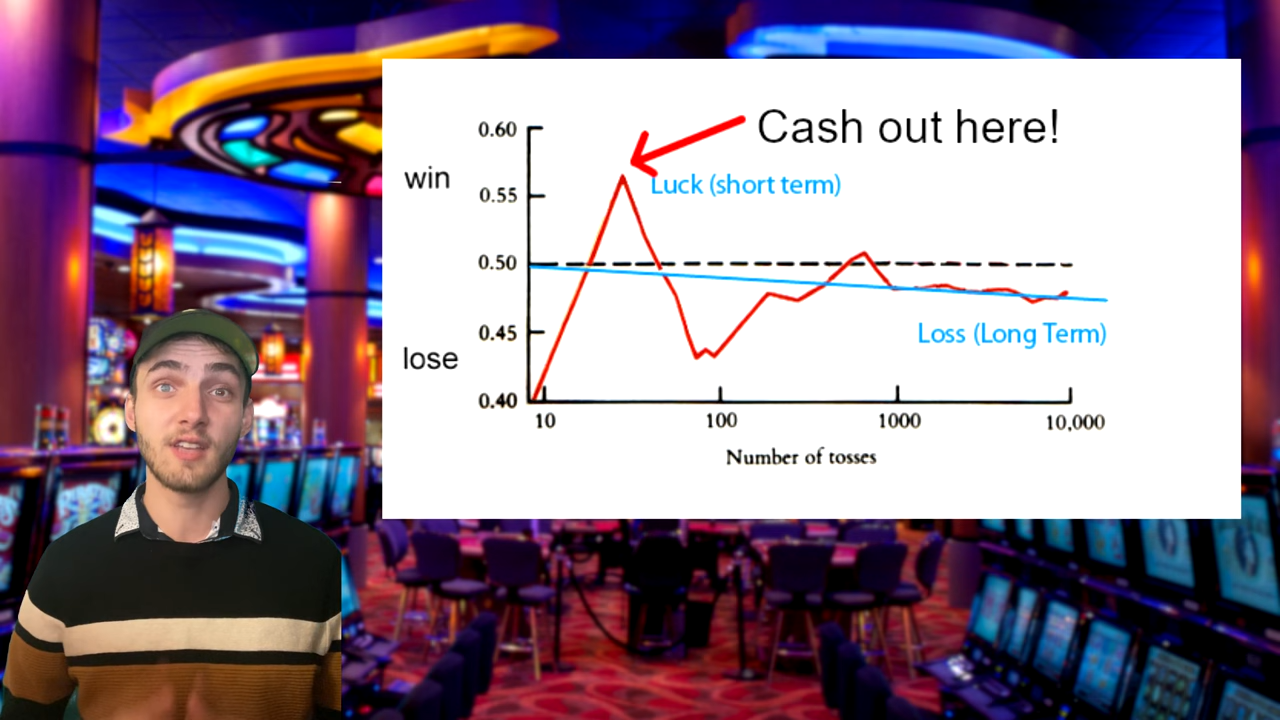 Cash out here!
0.60
win
0.55
Luck (short term)
0.50
0.45
Loss (Long Term)
lose
0.40
10
100
1000
10,000
Number of tosses